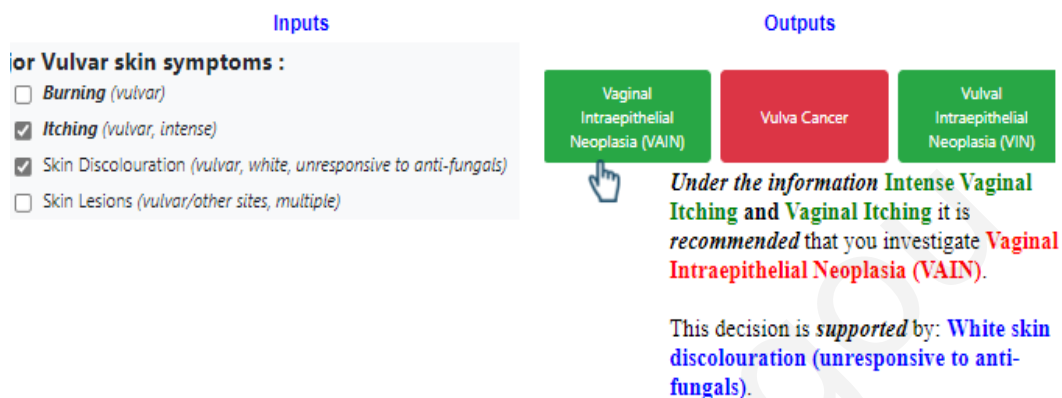 Inputs
or Vulvar skin symptoms :
Burning (vulvar)
Itching (vulvar, intense)
Skin Discolouration (vulvar, white, unresponsive to anti-fungals)
Skin Lesions (vulvar/other sites, multiple)
Outputs
Vaginal
Intraepithelial
Neoplasia (VAIN)
Vulva Cancer
Vulval
Intraepithelial
Neoplasia (VIN)
Under the information Intense Vaginal
Itching and Vaginal Itching it is
recommended that you investigate Vaginal
Intraepithelial Neoplasia (VAIN).
This decision is supported by: White skin
discolouration (unresponsive to anti-
fungals).